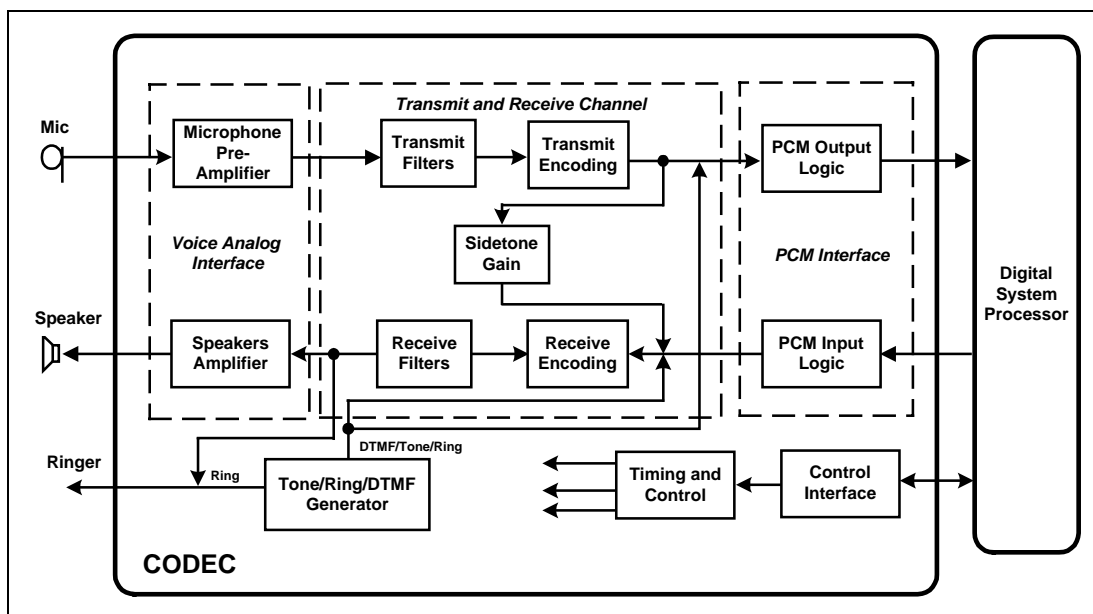 Transmit and Receive Channel
Mic
Microphone
Pre-
Amplifier
Transmit
Filters
Transmit
Encoding
PCM Output
Logic
Voice Analog
Interface
Sidetone
Gain
PCM Interface
Digital
System
Processor
Speaker
Speakers
Amplifier
Receive
Filters
Receive
Encoding
PCM Input
Logic
DTMF/Tone/Ring
Ringer
Ring
Tone/Ring/DTMF
Generator
Timing and
Control
Control
Interface
CODEC